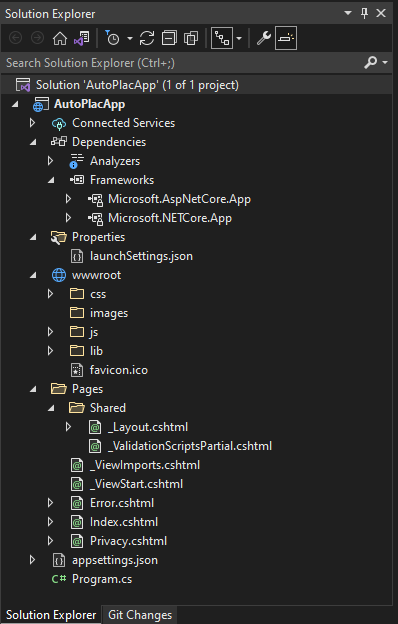 Solution Explorer
Search Solution Explorer (Ctrl+;)
Solution 'AutoPlacApp' (1 of 1 project)
AutoPlacApp
Connected Services
Dependencies
Analyzers
Frameworks
Microsoft.AspNetCore.App
Microsoft.NETCore.App
Properties
launchSettings.json
wwwroot
css
images
js
lib
favicon.ico
Pages
Shared
_Layout.cshtml
_ValidationScriptsPartial.cshtml
_ViewImports.cshtml
_ViewStart.cshtml
Error.cshtml
Index.cshtml
Privacy.cshtml
appsettings.json
C# Program.cs
Solution Explorer Git Changes